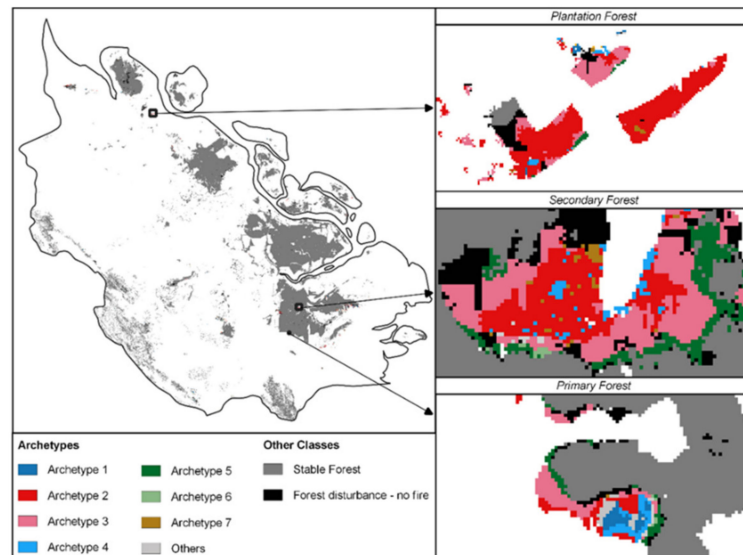 Plantation Forest
Secondary Forest
Primary Forest
Archetypes
Archetype 1
Archetype 2
Archetype 3
Archetype 4
Archetype 5
Archetype 6
Archetype 7
Others
Other Classes
Stable Forest
Forest disturbance - no fire